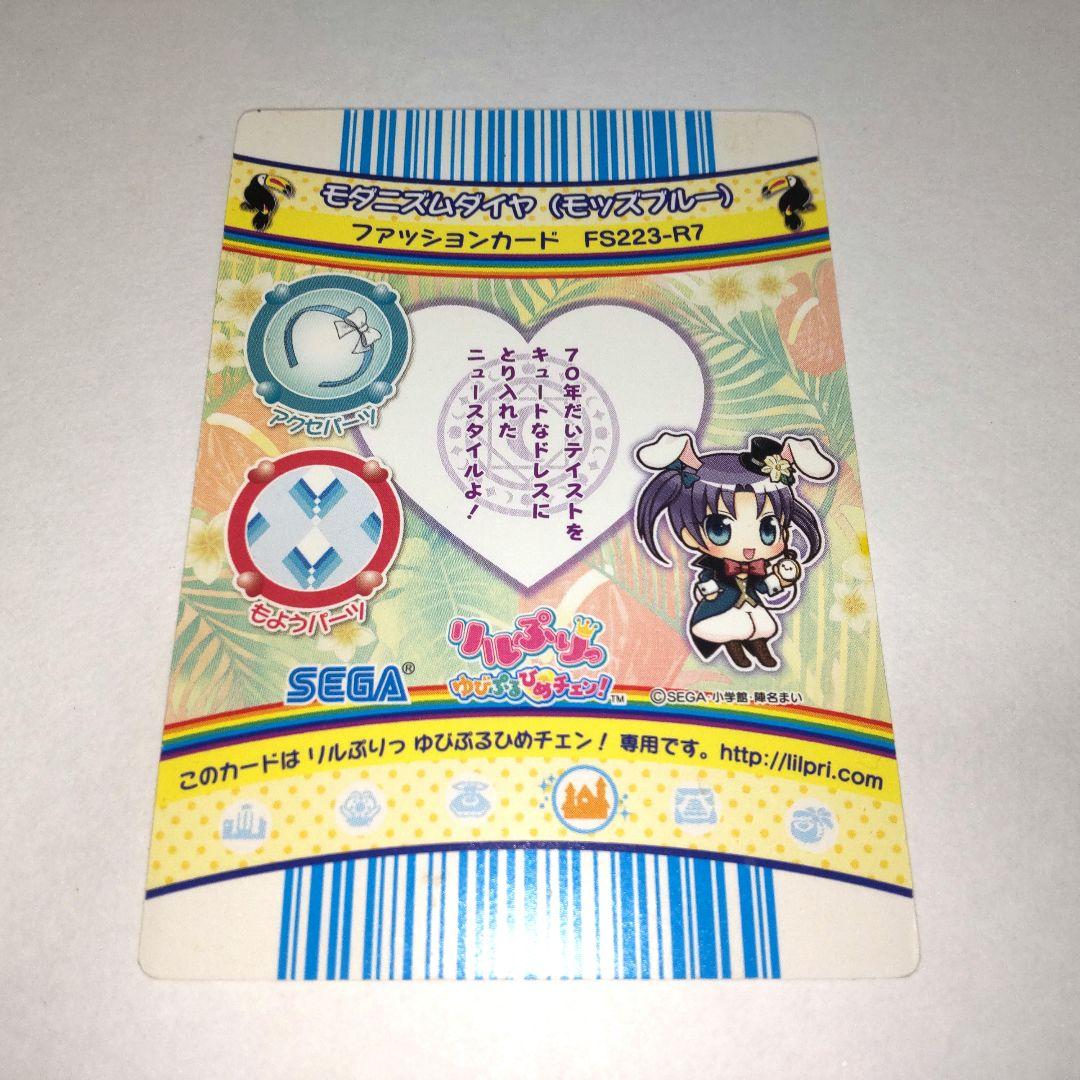 モダニズムダイヤ（モッズブルー）
ファッションカード FS223-R7
アクセパーツ
７０年だいテイストを
キュートなドレスに
とり入れた
ニュースタイルよ！
もようパーツ
SEGA®
リルぷりっ
ゆびぷるひめチェン！™
©SEGA 小学館・陣名まい
このカードは リルぷりっ ゆびぷるひめチェン！ 専用です。http://lilpri.com